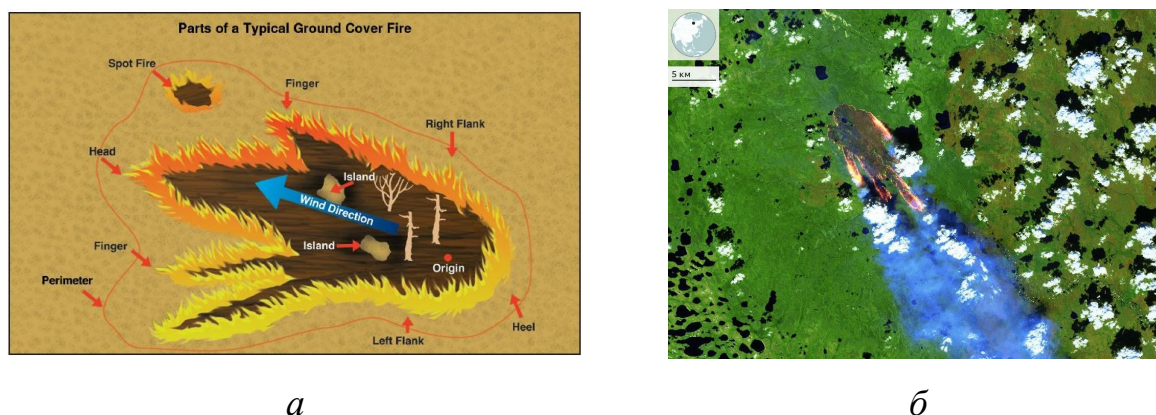 Parts of a Typical Ground Cover Fire
Spot Fire
Finger
Right Flank
Head
Island
Wind Direction
Island
Finger
Origin
Perimeter
Heel
Left Flank
5 км
а
б